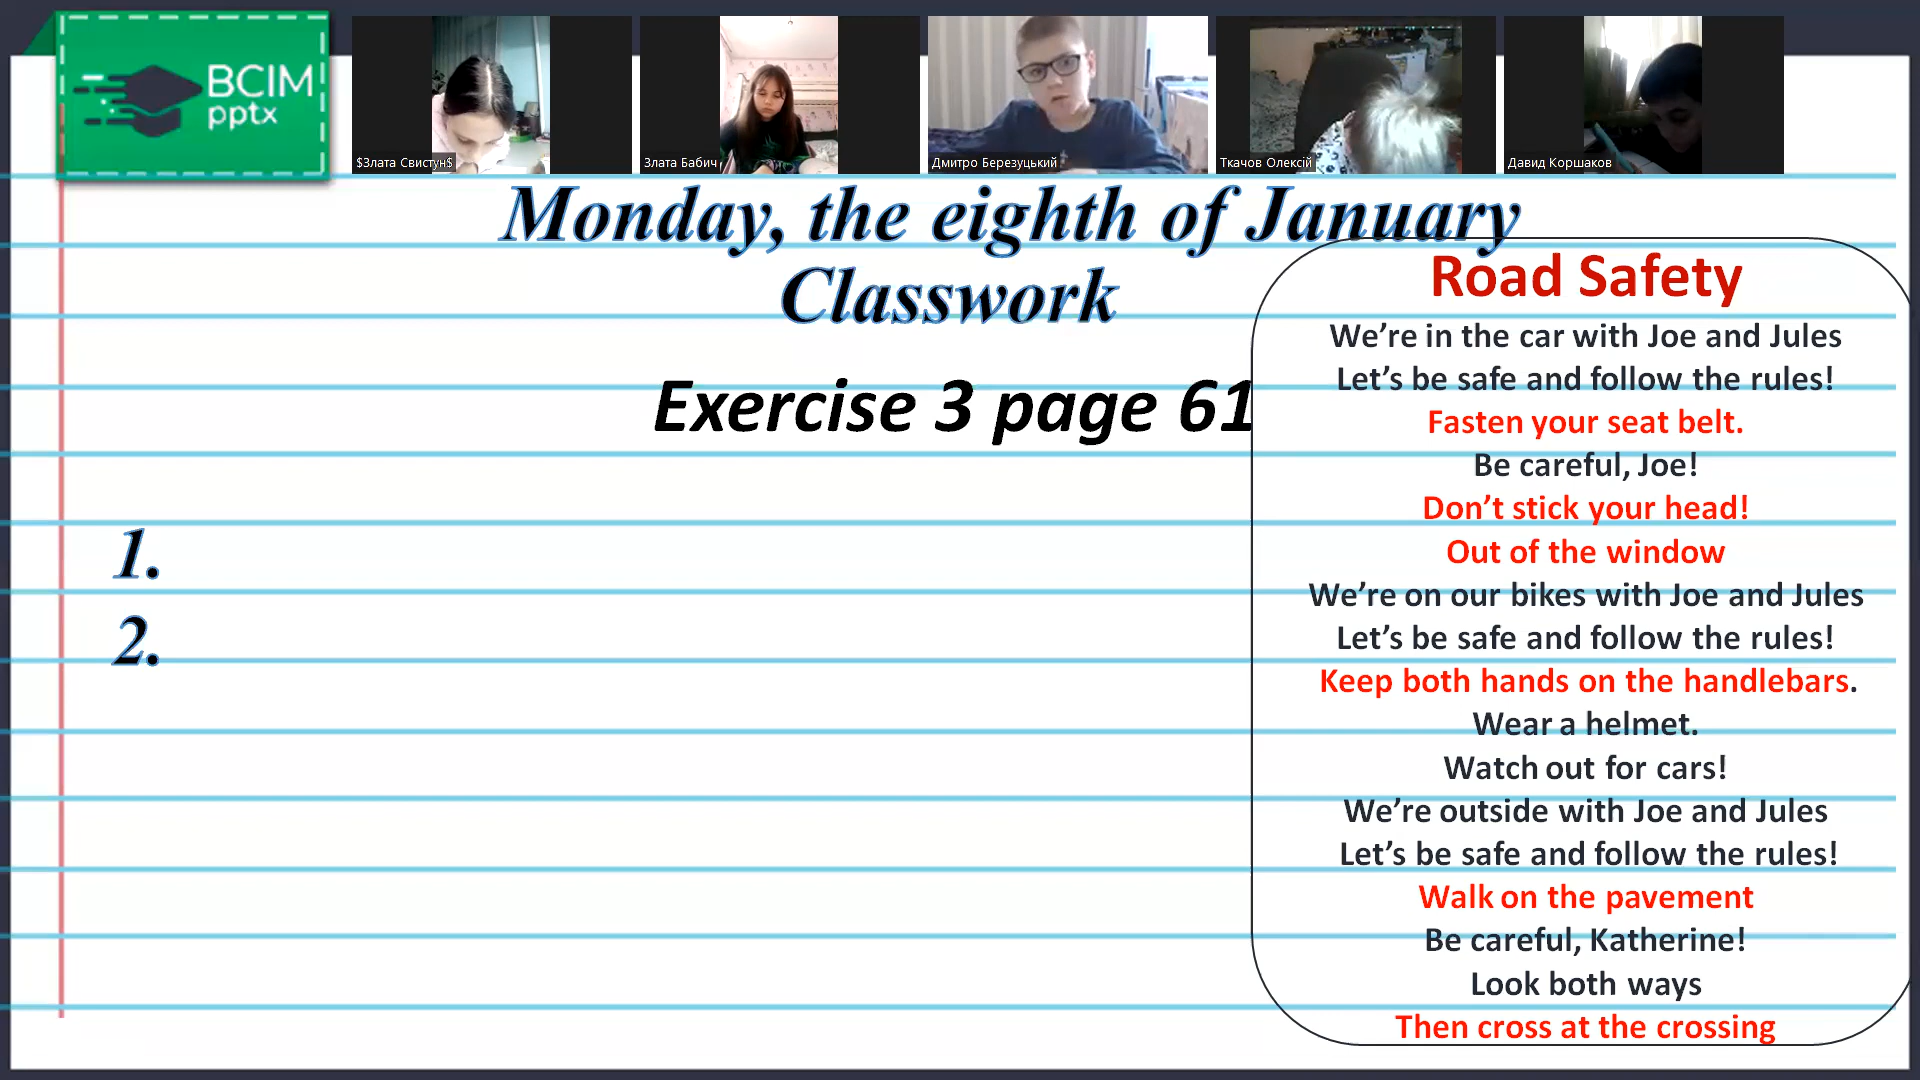 BCIM
pptx
$Злата Свистун$
Злата Бабич
Дмитро Березуцький
Ткачов Олексій
Давид Коршаков
Monday, the eighth of January
Classwork
Exercise 3 page 61
1.
2.
Road Safety
We’re in the car with Joe and Jules
Let’s be safe and follow the rules!
Fasten your seat belt.
Be careful, Joe!
Don’t stick your head!
Out of the window
We’re on our bikes with Joe and Jules
Let’s be safe and follow the rules!
Keep both hands on the handlebars.
Wear a helmet.
Watch out for cars!
We’re outside with Joe and Jules
Let’s be safe and follow the rules!
Walk on the pavement
Be careful, Katherine!
Look both ways
Then cross at the crossing